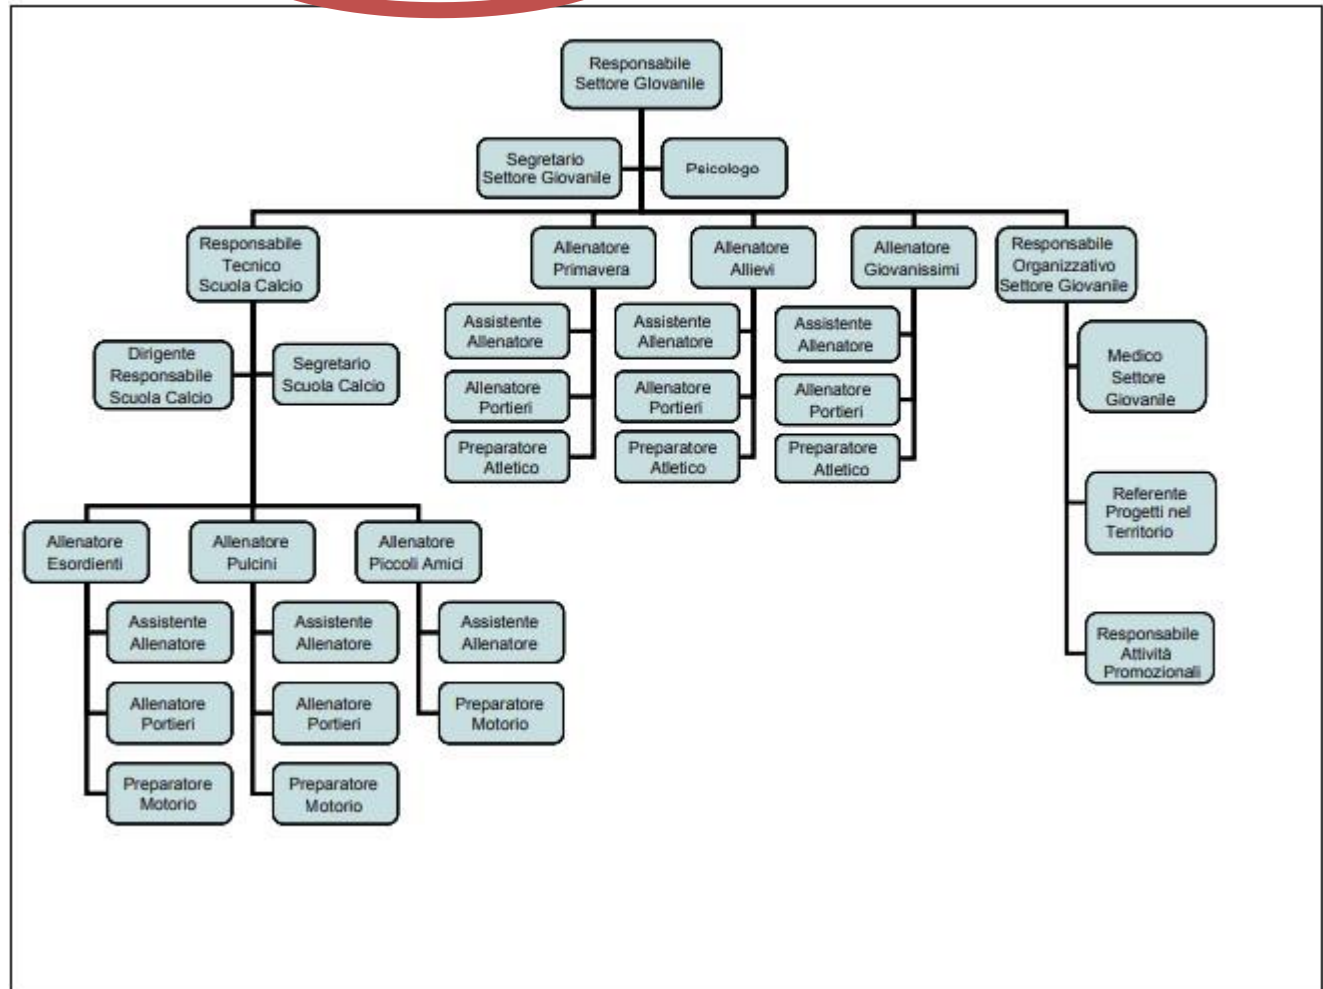 Responsabile
Settore GIovanile
Segretario
Settore Giovanile
Psicologo
Responsabile
Tecnico
Scuola Calcio
Allenatore
Primavera
Allenatore
Allievi
Allenatore
Giovanissimi
Responsabile
Organizzativo
Settore Giovanile
Dirigente
Responsabile
Scuola Calcio
Segretario
Scuola Calcio
Assistente
Allenatore
Allenatore
Portieri
Preparatore
Atletico
Assistente
Allenatore
Allenatore
Portieri
Preparatore
Atletico
Assistente
Allenatore
Allenatore
Portieri
Preparatore
Atletico
Medico
Settore
Giovanile
Referente
Progetti nel
Territorio
Responsabile
Attività
Promozionali
Allenatore
Esordienti
Allenatore
Pulcini
Allenatore
Piccoli Amici
Assistente
Allenatore
Allenatore
Portieri
Preparatore
Motorio
Assistente
Allenatore
Allenatore
Portieri
Preparatore
Motorio
Assistente
Allenatore
Preparatore
Motorio